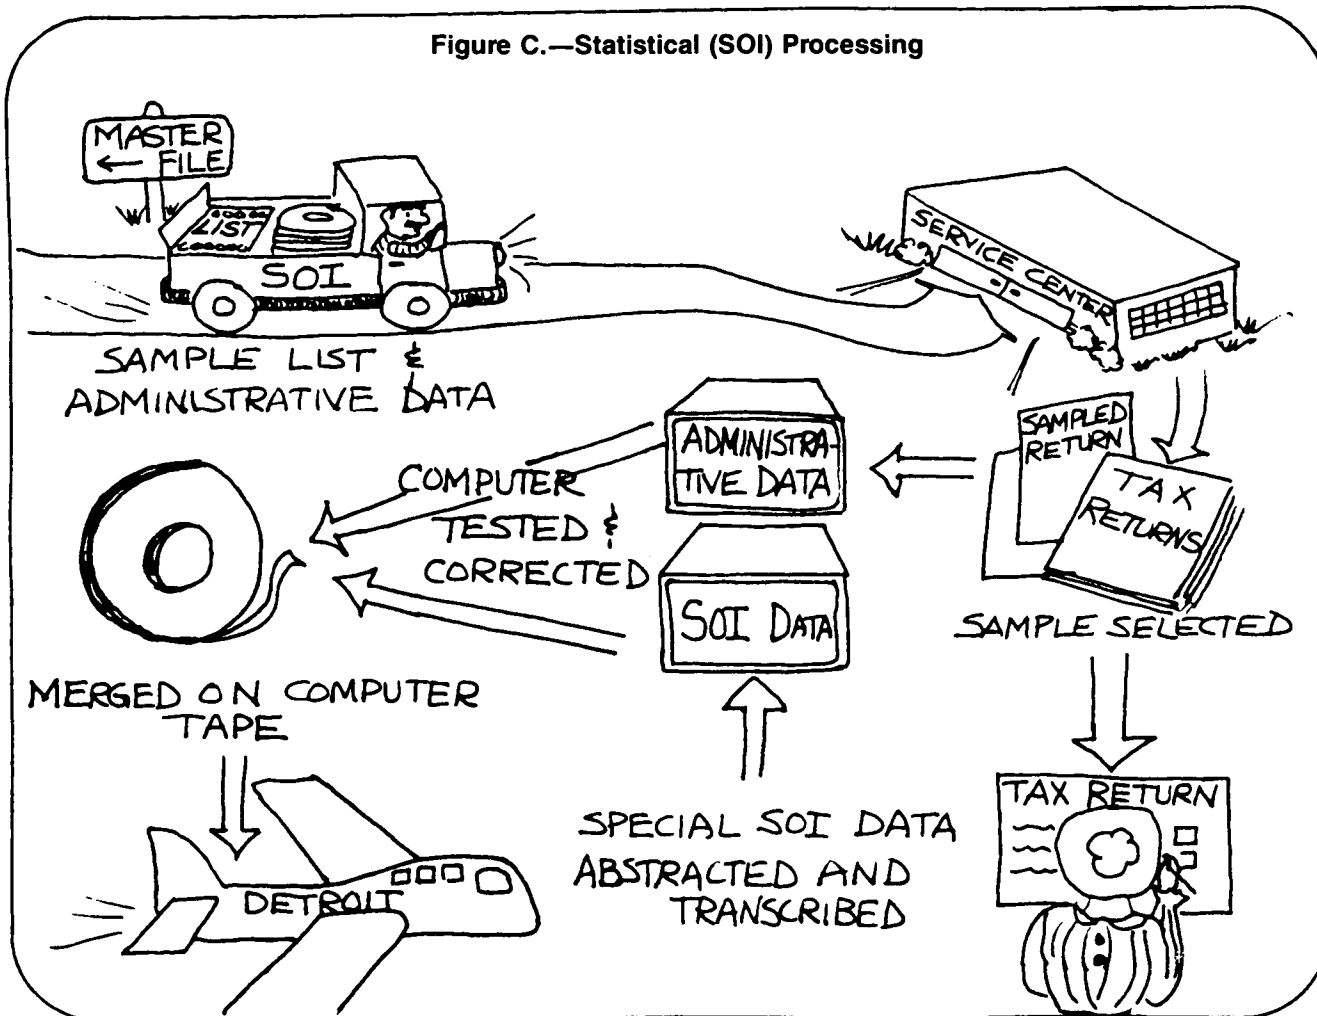 Figure C.—Statistical (SOI) Processing
MASTER
← FILE
LIST
SOI
SERVICE CENTER
SAMPLE LIST &
ADMINISTRATIVE DATA
SAMPLED
RETURN
TAX
RETURNS
SAMPLE SELECTED
ADMINISTRA-
TIVE DATA
SOI DATA
COMPUTER
TESTED &
CORRECTED
MERGED ON COMPUTER
TAPE
DETROIT
SPECIAL SOI DATA
ABSTRACTED AND
TRANSCRIBED
TAX RETURN